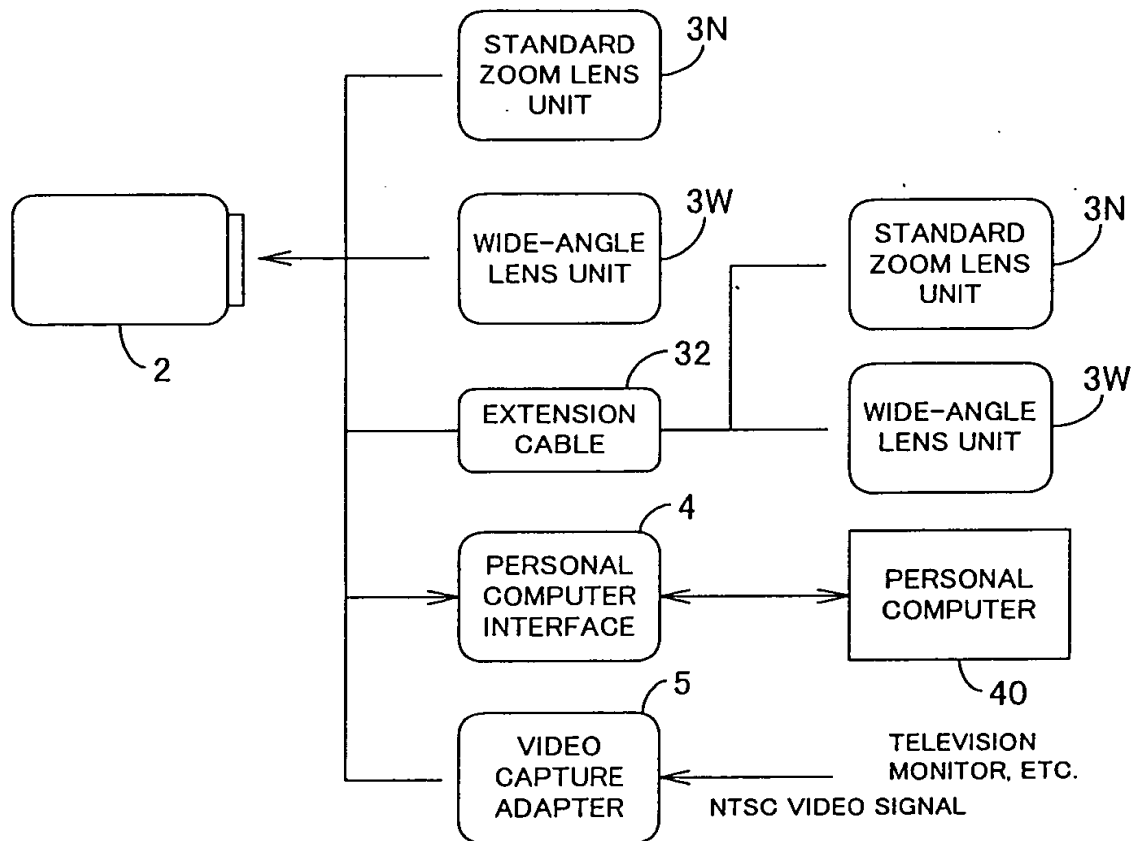 3N
STANDARD
ZOOM LENS
UNIT
3W
WIDE-ANGLE
LENS UNIT
3N
STANDARD
ZOOM LENS
UNIT
2
32
EXTENSION
CABLE
3W
WIDE-ANGLE
LENS UNIT
4
PERSONAL
COMPUTER
INTERFACE
PERSONAL
COMPUTER
40
5
VIDEO
CAPTURE
ADAPTER
TELEVISION
MONITOR, ETC.
NTSC VIDEO SIGNAL